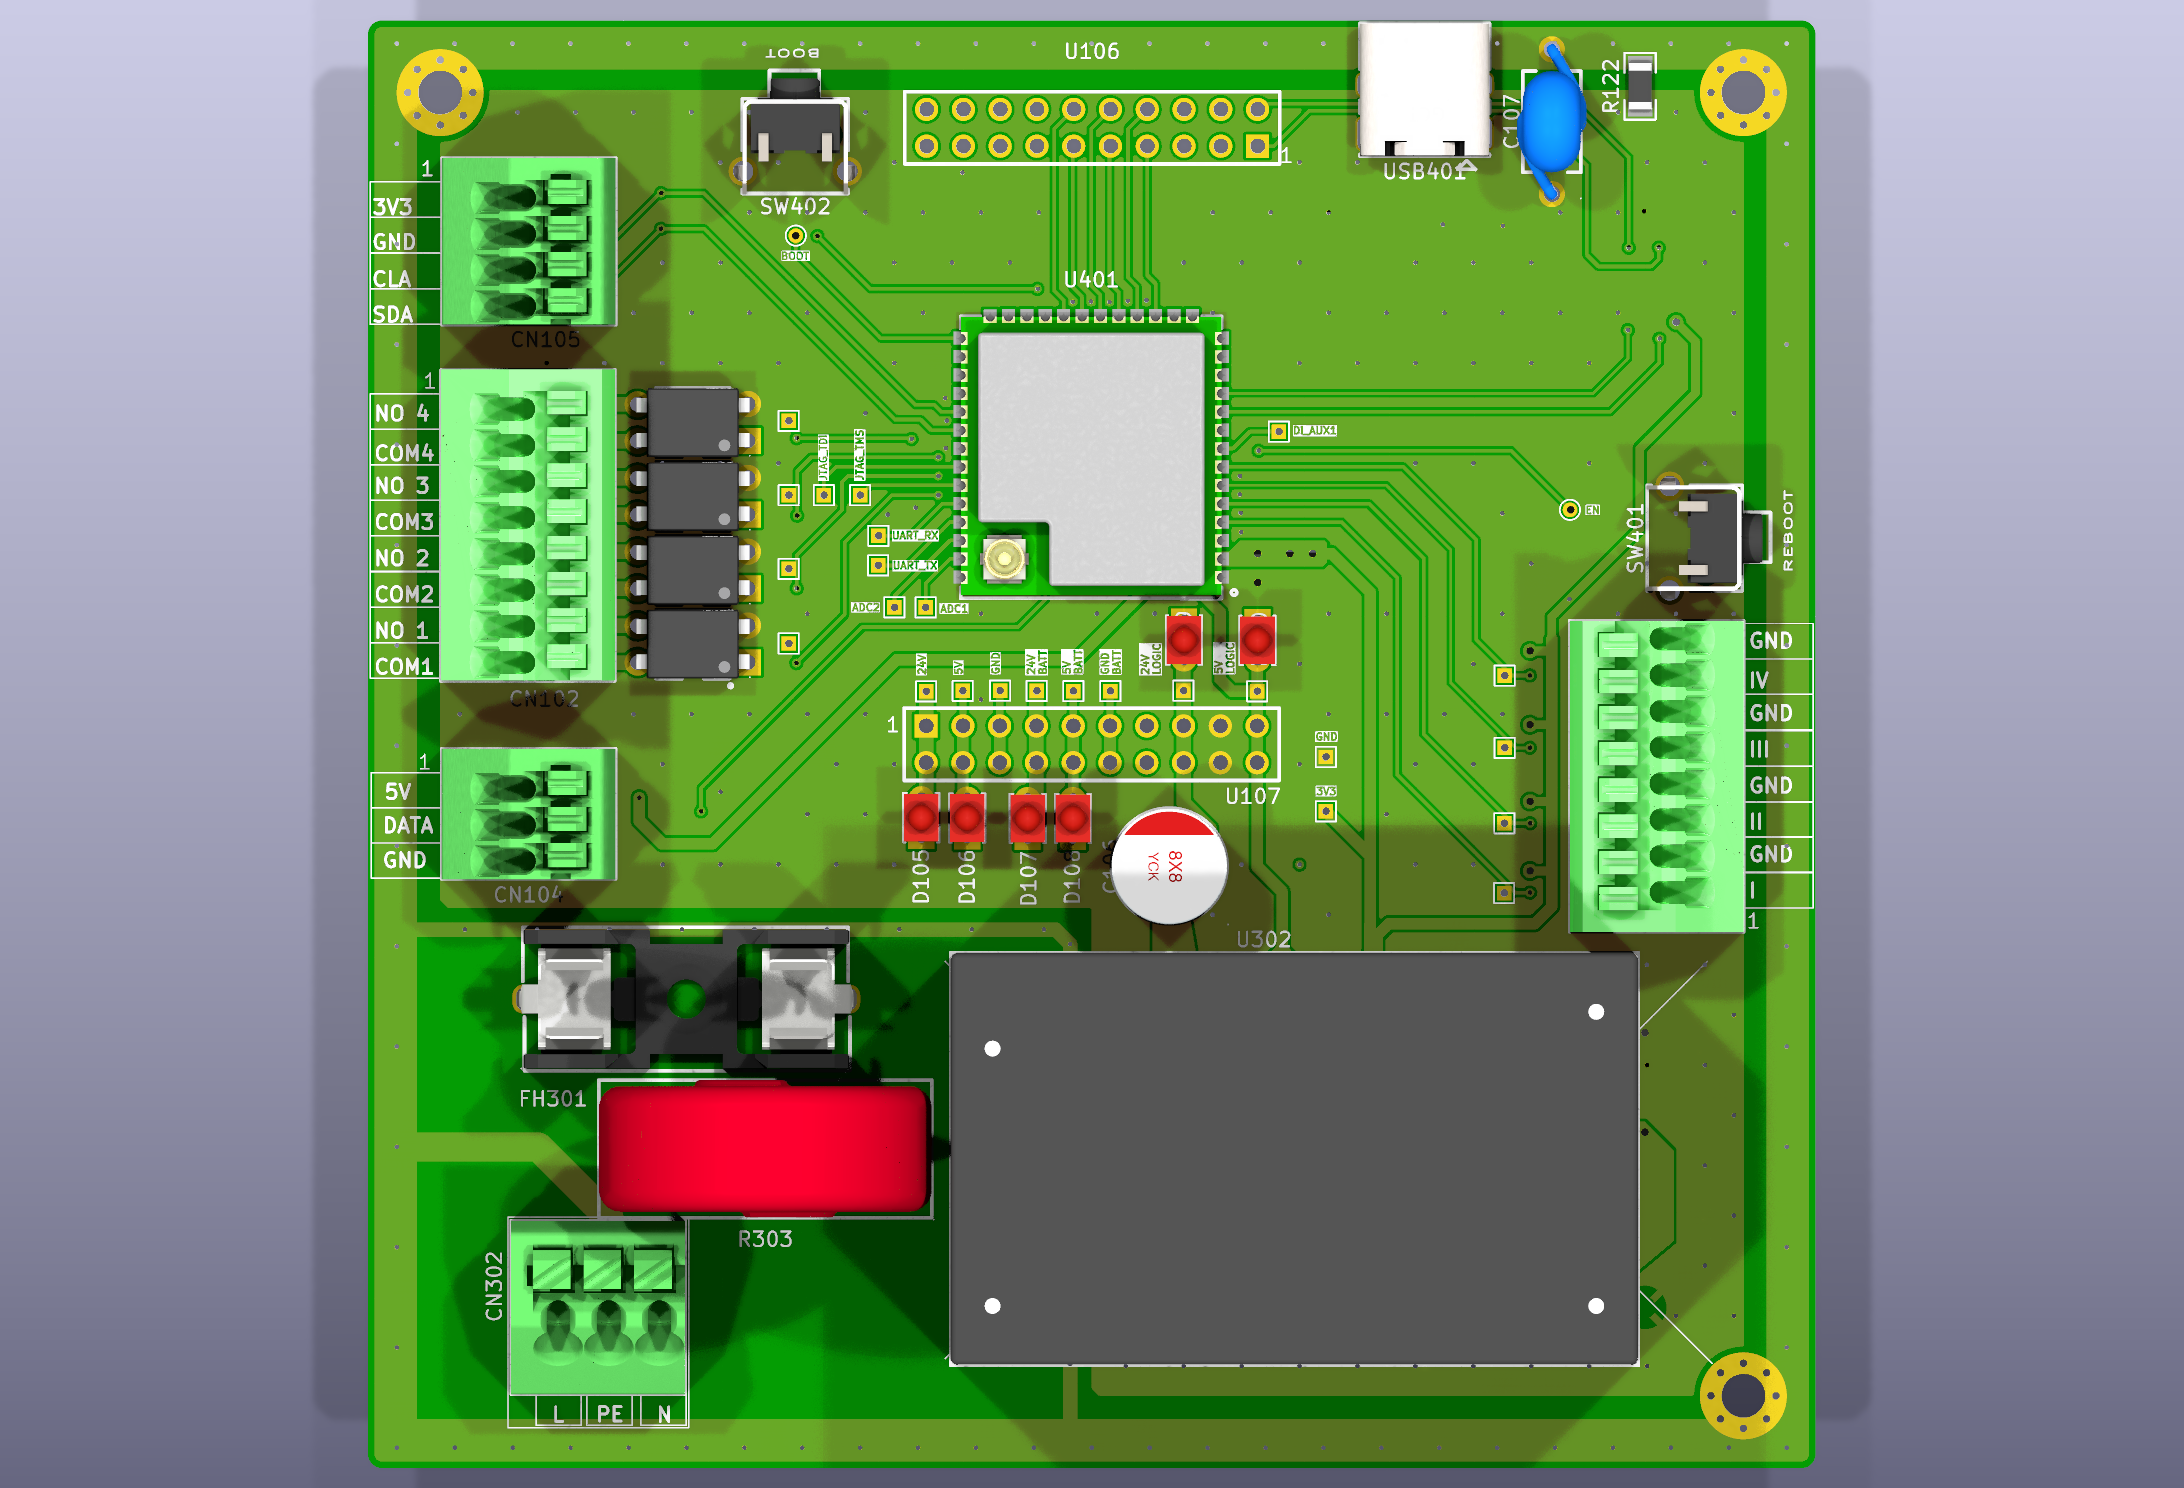 BOOT
U106
1
USB401
C107
R122
SW402
BOOT
1
3V3
GND
CLA
SDA
CN105
U401
1
NO 4
COM4
NO 3
COM3
NO 2
COM2
NO 1
COM1
CN102
JTAG_TDI
JTAG_TMS
UART_RX
UART_TX
ADC2
ADC1
DI_AUX1
EN
SW401
REBOOT
24V
5V
GND
24V BATT
5V BATT
GND BATT
24V LOGIC
5V LOGIC
1
U107
GND
3V3
GND
IV
GND
III
GND
II
GND
I
1
1
5V
DATA
GND
CN104
D105
D106
D107
D108
8X8
YCK
U302
FH301
R303
CN302
L
PE
N